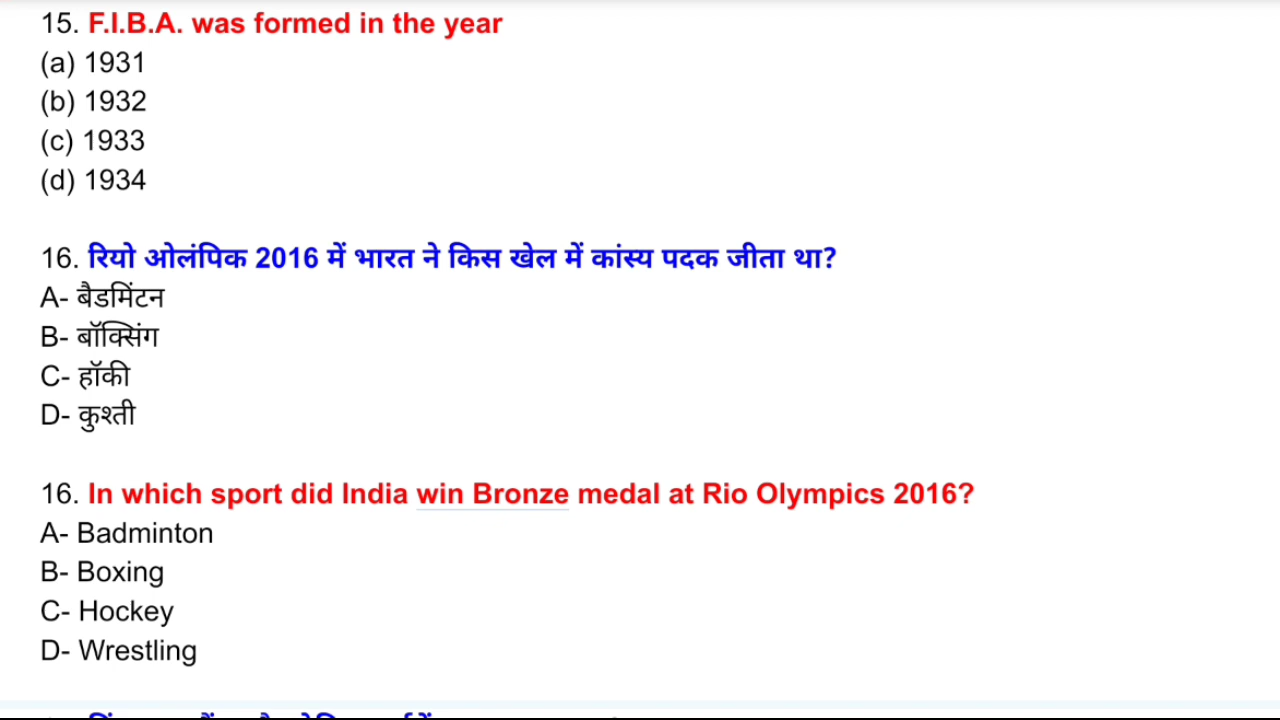 15. F.I.B.A. was formed in the year
(a) 1931
(b) 1932
(c) 1933
(d) 1934
16. रियो ओलंपिक 2016 में भारत ने किस खेल में कांस्य पदक जीता था?
A- बैडमिंटन
B- बॉक्सिंग
C- हॉकी
D- कुश्ती
16. In which sport did India win Bronze medal at Rio Olympics 2016?
A- Badminton
B- Boxing
C- Hockey
D- Wrestling